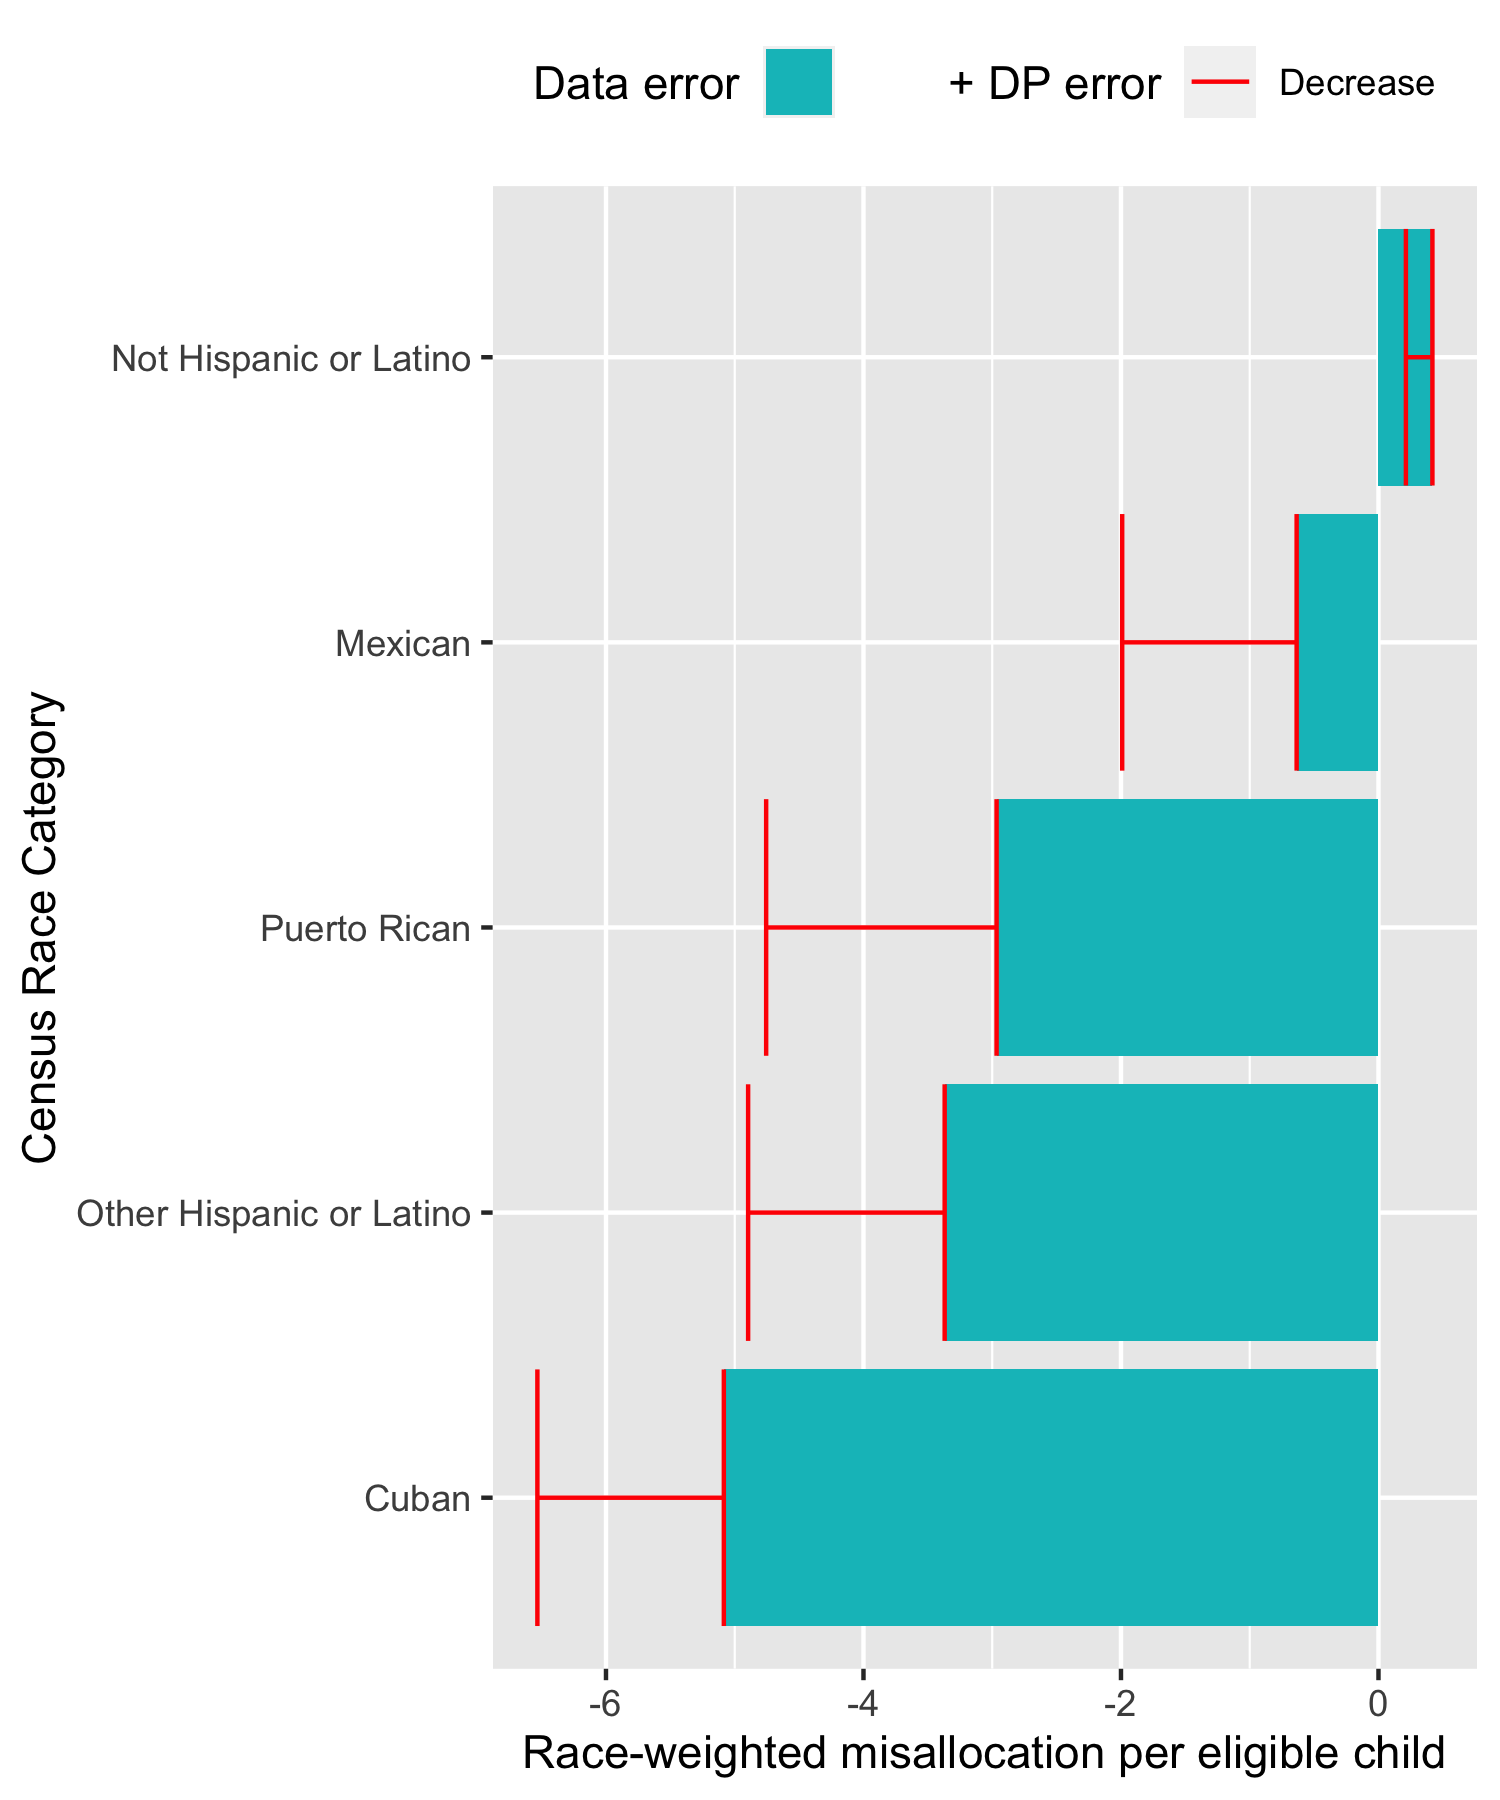 Data error
+ DP error
Decrease
Census Race Category
Not Hispanic or Latino
Mexican
Puerto Rican
Other Hispanic or Latino
Cuban
-6
-4
-2
0
Race-weighted misallocation per eligible child